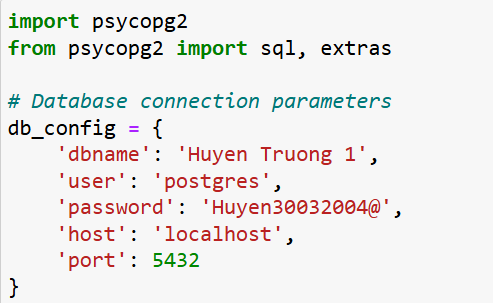 import psycopg2
from psycopg2 import sql, extras
# Database connection parameters
db_config = {
    'dbname': 'Huyen Truong 1',
    'user': 'postgres',
    'password': 'Huyen30032004@',
    'host': 'localhost',
    'port': 5432
}